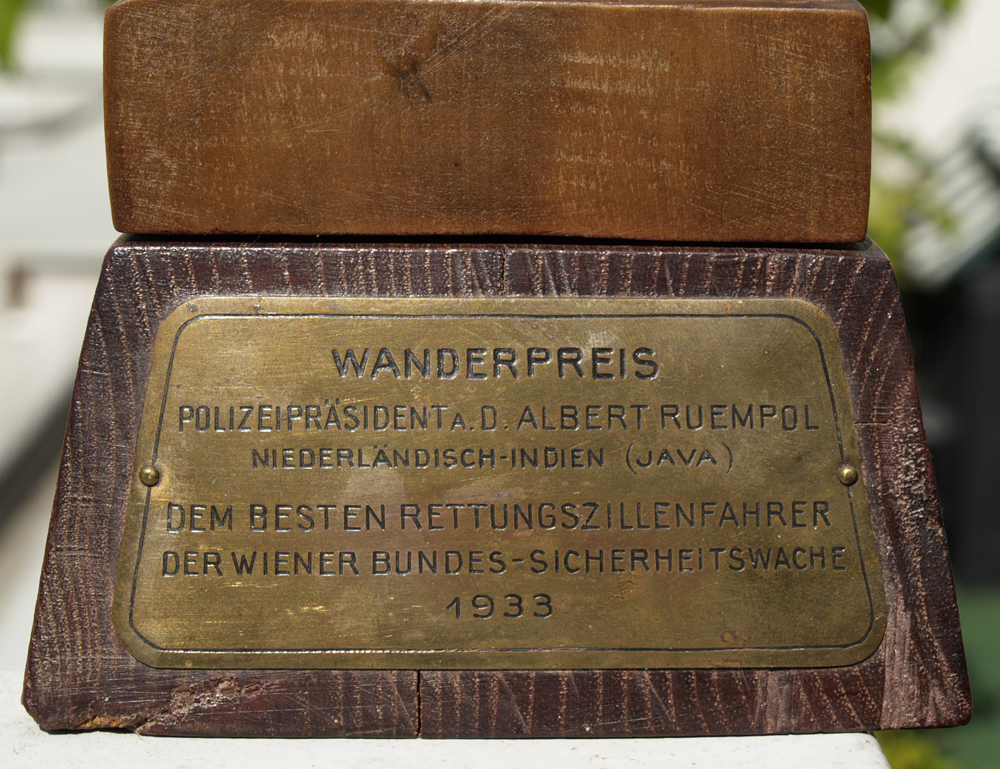 WANDERPREIS
POLIZEIPRÄSIDENT A. D. ALBERT RUEMPOL
NIEDERLÄNDISCH-INDIEN (JAVA)
DEM BESTEN RETTUNGSZILLENFAHRER
DER WIENER BUNDES-SICHERHEITSWACHE
1933